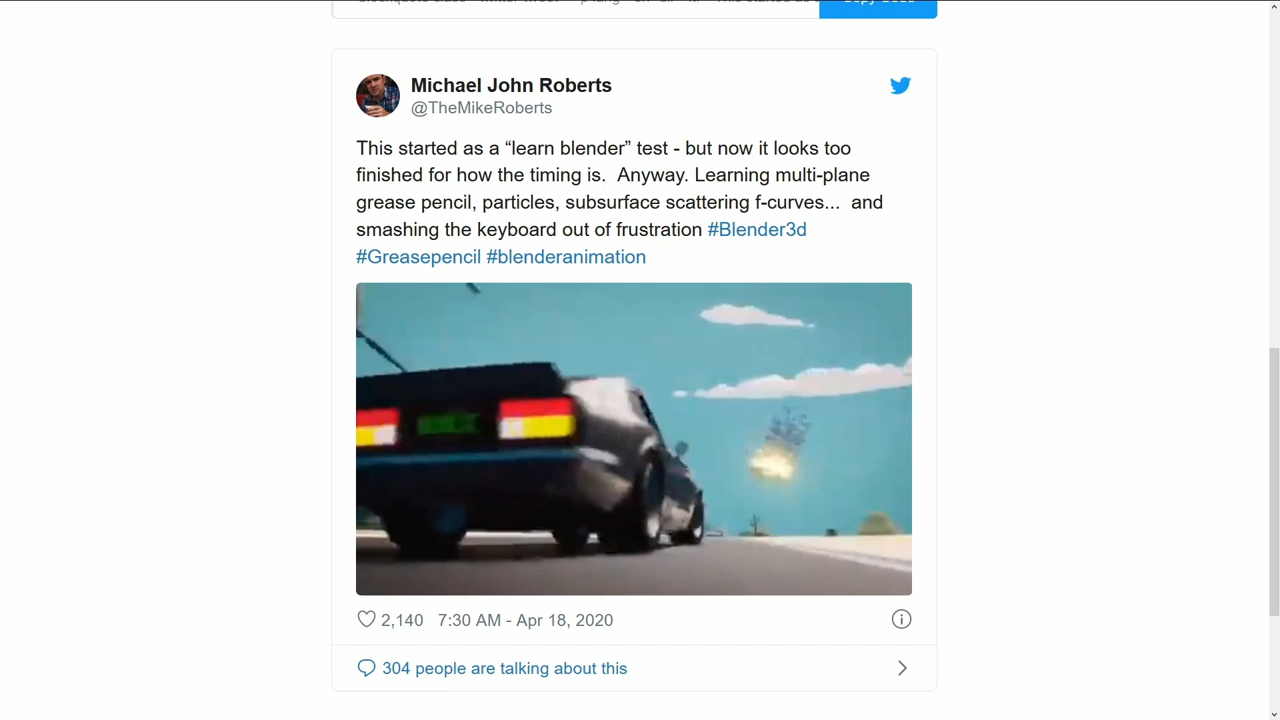 Michael John Roberts
@TheMikeRoberts
This started as a “learn blender” test - but now it looks too
finished for how the timing is.  Anyway. Learning multi-plane
grease pencil, particles, subsurface scattering f-curves...  and
smashing the keyboard out of frustration #Blender3d
#Greasepencil #blenderanimation
2,140 7:30 AM - Apr 18, 2020
304 people are talking about this